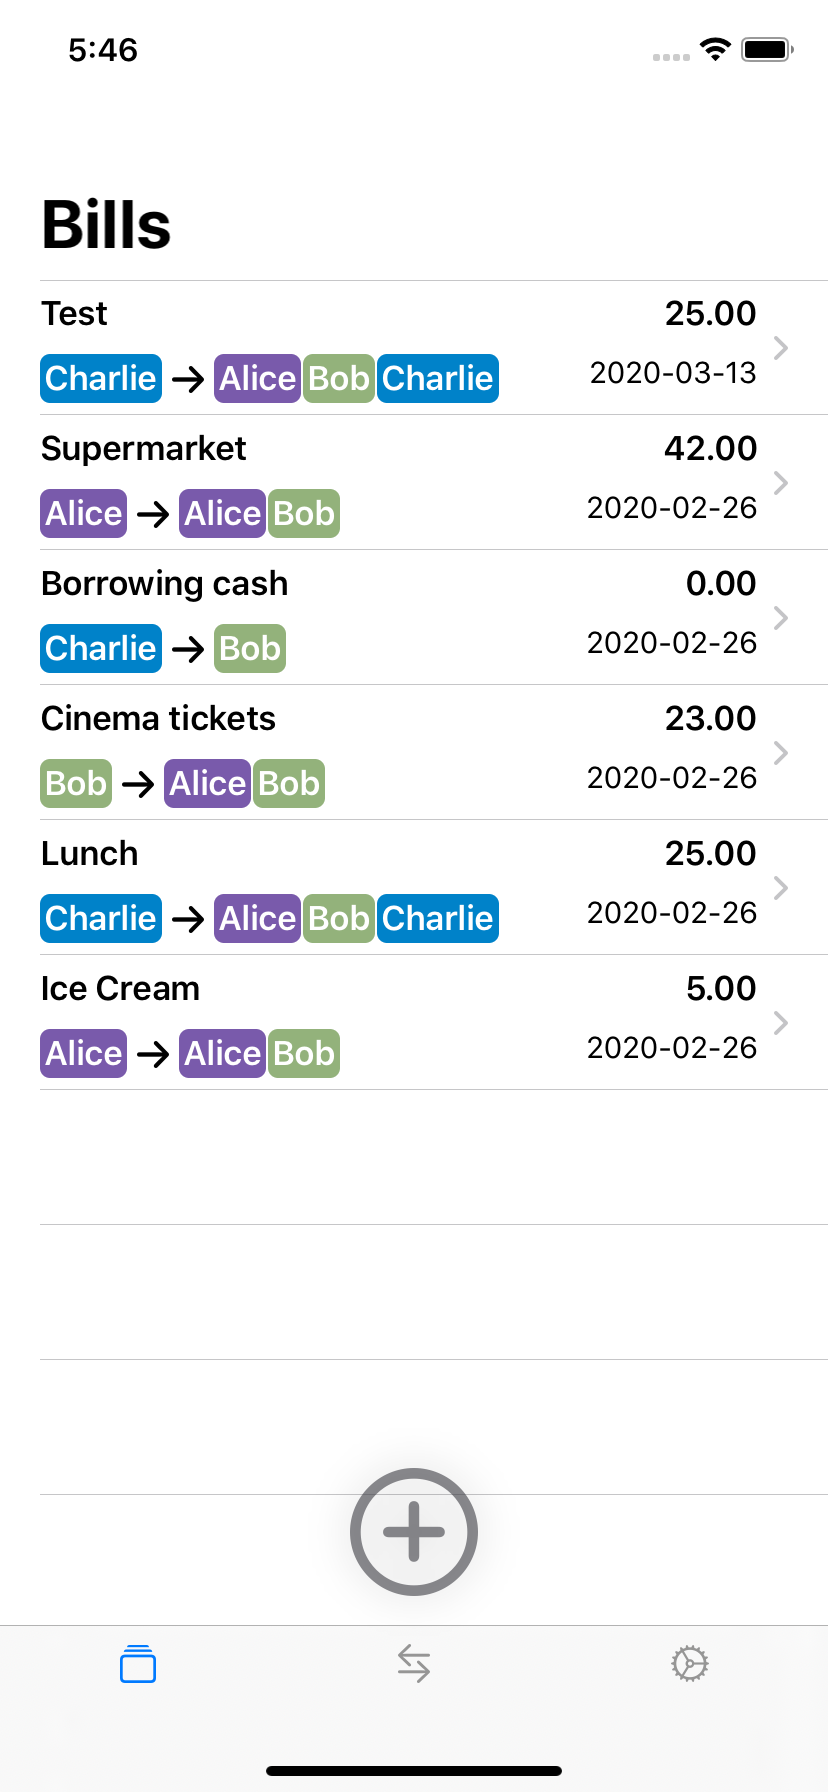 5:46
Bills
Test 25.00
Charlie → Alice Bob Charlie 2020-03-13
Supermarket 42.00
Alice → Alice Bob 2020-02-26
Borrowing cash 0.00
Charlie → Bob 2020-02-26
Cinema tickets 23.00
Bob → Alice Bob 2020-02-26
Lunch 25.00
Charlie → Alice Bob Charlie 2020-02-26
Ice Cream 5.00
Alice → Alice Bob 2020-02-26